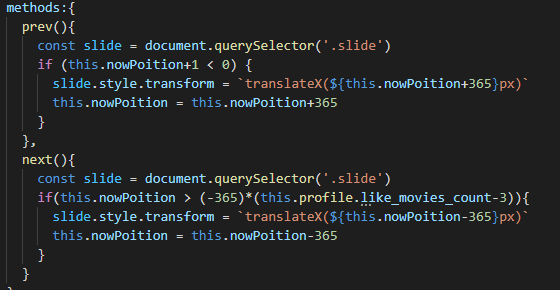 methods:{
prev(){
const slide = document.querySelector('.slide')
if (this.nowPoition+1 < 0) {
slide.style.transform = `translateX(${this.nowPoition+365}px)`
this.nowPoition = this.nowPoition+365
}
},
next(){
const slide = document.querySelector('.slide')
if(this.nowPoition > (-365)*(this.profile.like_movies_count-3)){
slide.style.transform = `translateX(${this.nowPoition-365}px)`
this.nowPoition = this.nowPoition-365
}
}